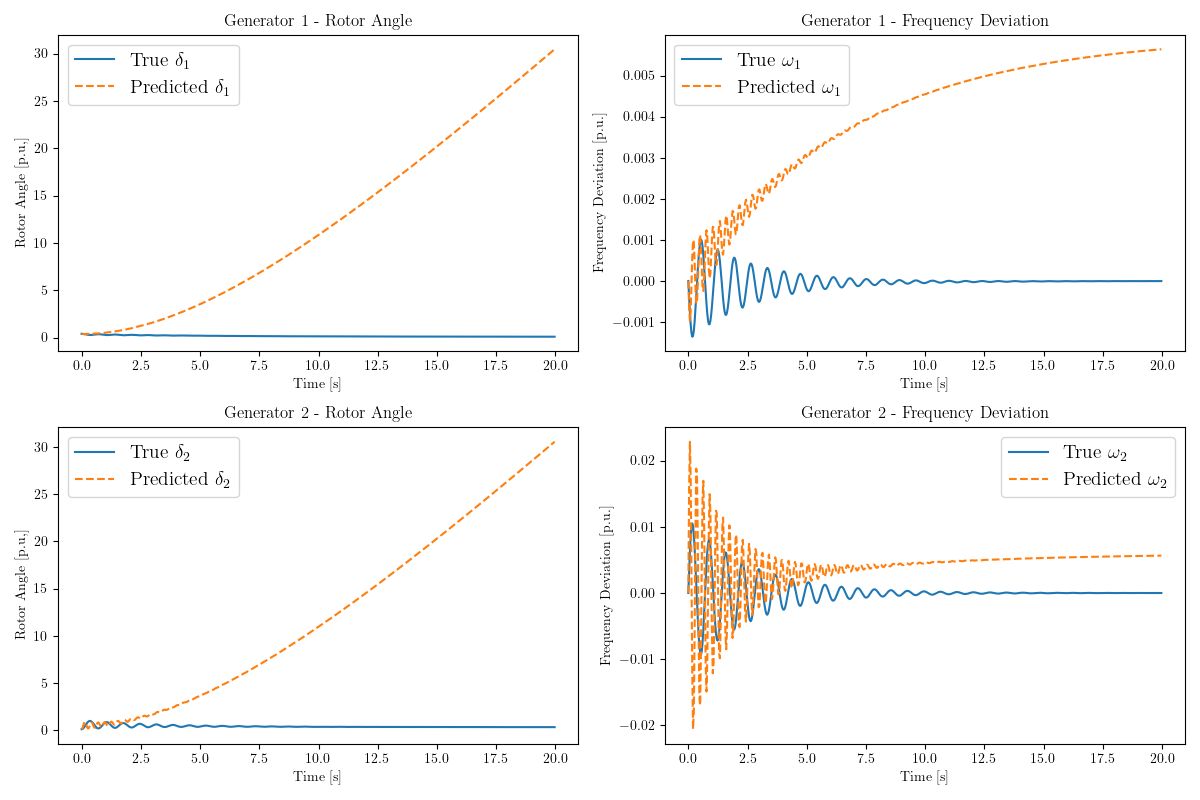 Generator 1 - Rotor Angle
True δ₁
Predicted δ₁
30
25
20
15
10
5
0
Rotor Angle [p.u,]
0.0 2.5 5.0 7.5 10.0 12.5 15.0 17.5 20.0
Time [s]
Generator 1 - Frequency Deviation
True ω₁
Predicted ω₁
0.005
0.004
0.003
0.002
0.001
0.000
−0.001
Frequency Deviation [p.u.]
0.0 2.5 5.0 7.5 10.0 12.5 15.0 17.5 20.0
Time [s]
Generator 2 - Rotor Angle
True δ₂
Predicted δ₂
30
25
20
15
10
5
0
Rotor Angle [p.u,]
0.0 2.5 5.0 7.5 10.0 12.5 15.0 17.5 20.0
Time [s]
Generator 2 - Frequency Deviation
True ω₂
Predicted ω₂
0.02
0.01
0.00
−0.01
−0.02
Frequency Deviation [p.u.]
0.0 2.5 5.0 7.5 10.0 12.5 15.0 17.5 20.0
Time [s]